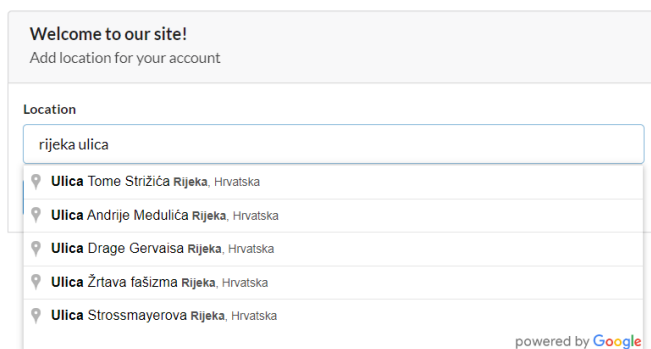 Welcome to our site!
Add location for your account
Location
rijeka ulica
Ulica Tome Strižića Rijeka, Hrvatska
Ulica Andrije Medulića Rijeka, Hrvatska
Ulica Drage Gervaisa Rijeka, Hrvatska
Ulica Žrtava fašizma Rijeka, Hrvatska
Ulica Strossmayerova Rijeka, Hrvatska
powered by Google